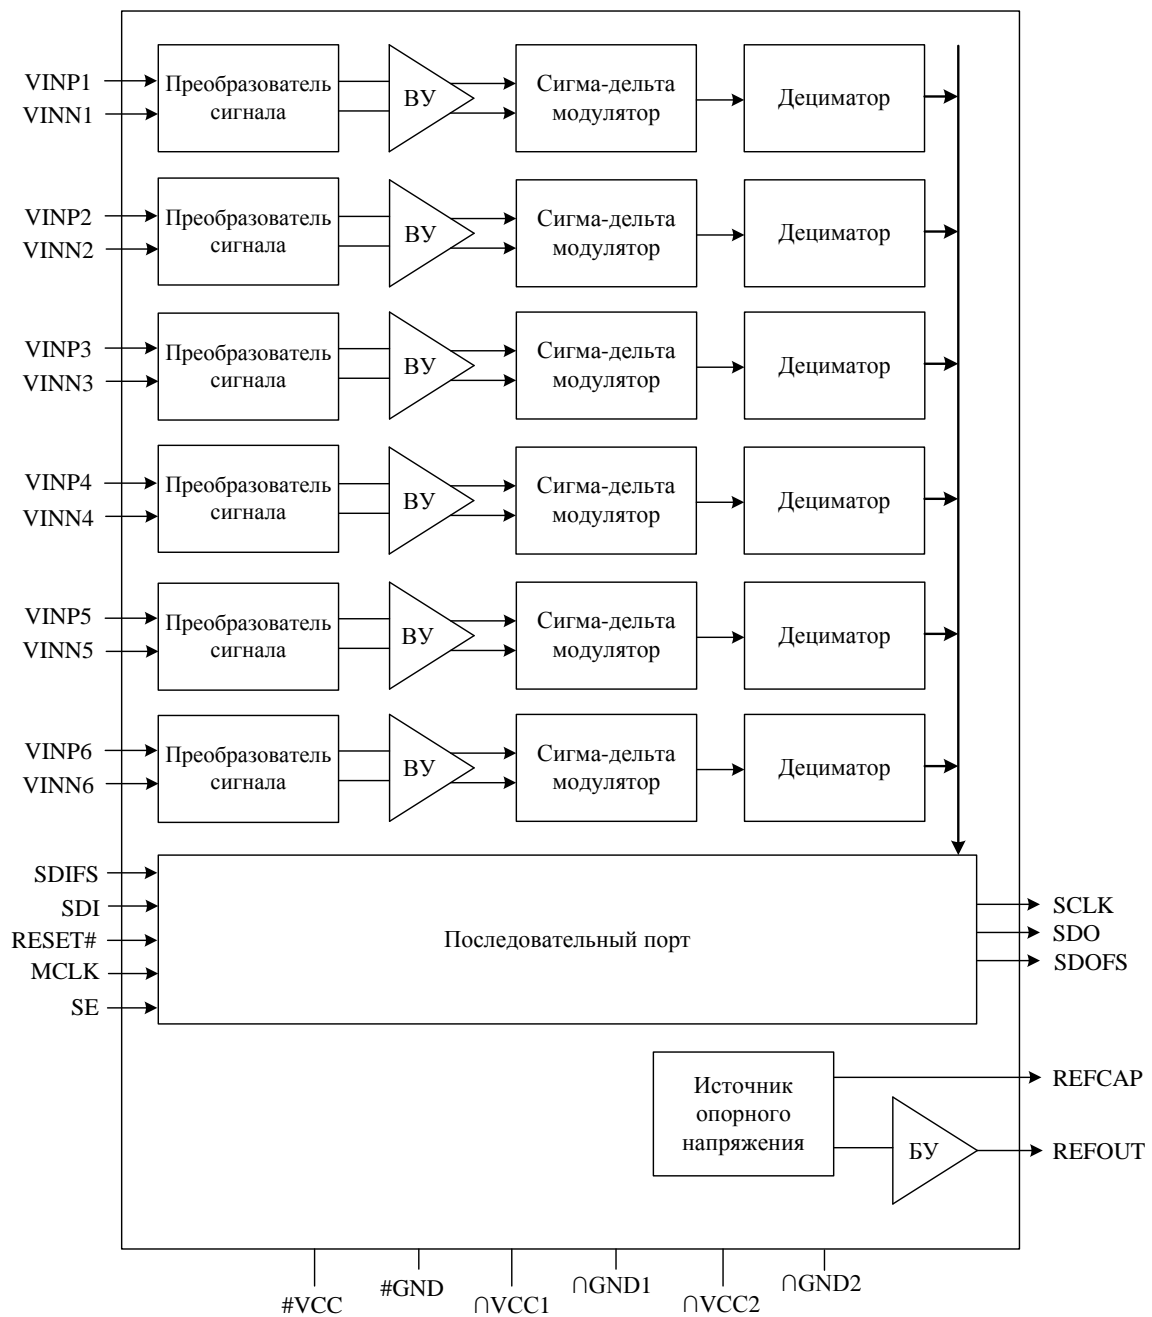 VINP1
VINN1
Преобразователь
сигнала
ВУ
Сигма-дельта
модулятор
Дециматор
VINP2
VINN2
Преобразователь
сигнала
ВУ
Сигма-дельта
модулятор
Дециматор
VINP3
VINN3
Преобразователь
сигнала
ВУ
Сигма-дельта
модулятор
Дециматор
VINP4
VINN4
Преобразователь
сигнала
ВУ
Сигма-дельта
модулятор
Дециматор
VINP5
VINN5
Преобразователь
сигнала
ВУ
Сигма-дельта
модулятор
Дециматор
VINP6
VINN6
Преобразователь
сигнала
ВУ
Сигма-дельта
модулятор
Дециматор
SDIFS
SDI
RESET#
MCLK
SE
Последовательный порт
SCLK
SDO
SDOFS
Источник
опорного
напряжения
БУ
REFCAP
REFOUT
#VCC
#GND
∩VCC1
∩GND1
∩VCC2
∩GND2